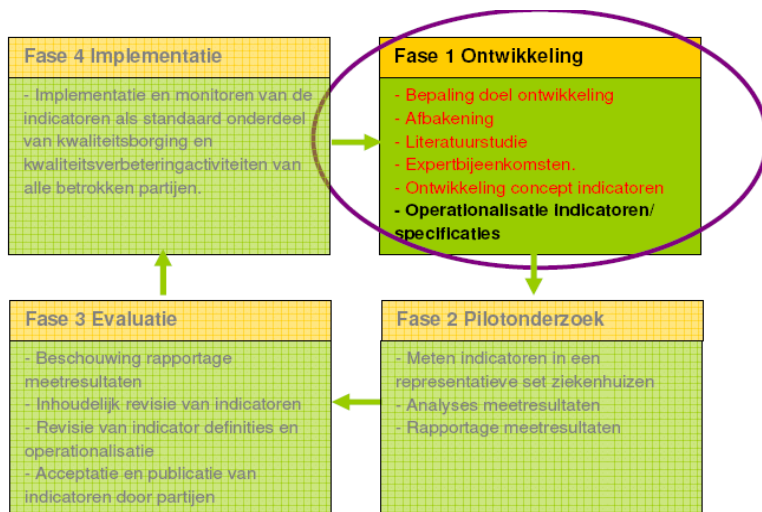 Fase 4 Implementatie
- Implementatie en monitoren van de
indicatoren als standaard onderdeel
van kwaliteitsborging en
kwaliteitsverbeteringactiviteiten van
alle betrokken partijen.
Fase 1 Ontwikkeling
- Bepaling doel ontwikkeling
- Afbakening
- Literatuurstudie
- Expertbijeenkomsten.
- Ontwikkeling concept indicatoren
- Operationalisatie indicatoren/
specificaties
Fase 3 Evaluatie
- Beschouwing rapportage
meetresultaten
- Inhoudelijk revisie van indicatoren
- Revisie van indicator definities en
operationalisatie
- Acceptatie en publicatie van
indicatoren door partijen
Fase 2 Pilotonderzoek
- Meten indicatoren in een
representatieve set ziekenhuizen
- Analyses meetresultaten
- Rapportage meetresultaten